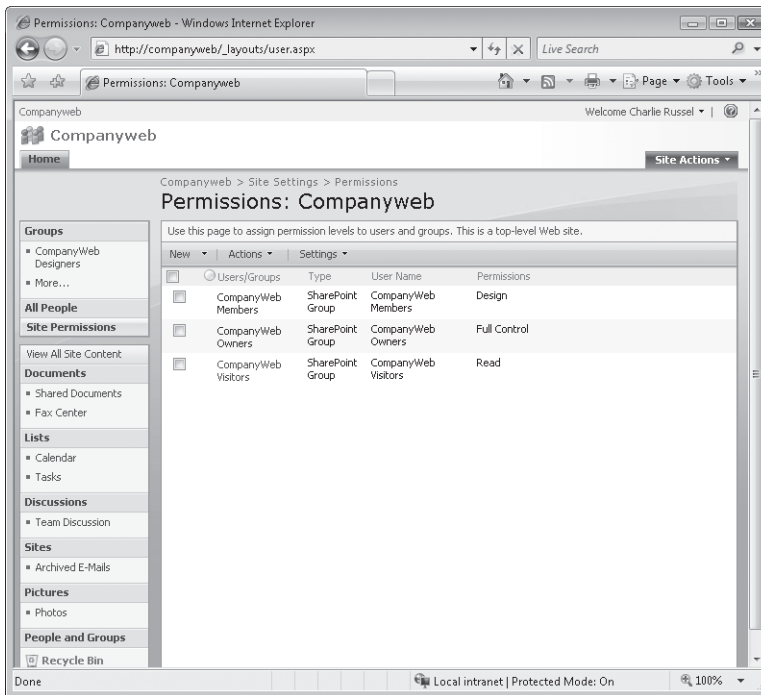 Permissions: Companyweb - Windows Internet Explorer
http://companyweb/_layouts/user.aspx
Live Search
Permissions: Companyweb
Page
Tools
Companyweb
Welcome Charlie Russel
Companyweb
Home
Site Actions
Companyweb > Site Settings > Permissions
Permissions: Companyweb
Groups
CompanyWeb
Designers
More...
All People
Site Permissions
View All Site Content
Documents
Shared Documents
Fax Center
Lists
Calendar
Tasks
Discussions
Team Discussion
Sites
Archived E-Mails
Pictures
Photos
People and Groups
Recycle Bin
Use this page to assign permission levels to users and groups. This is a top-level Web site.
New Actions Settings
Users/Groups Type User Name Permissions
CompanyWeb SharePoint CompanyWeb Design
Members Group Members
CompanyWeb SharePoint CompanyWeb Full Control
Owners Group Owners
CompanyWeb SharePoint CompanyWeb Read
Visitors Group Visitors
Done
Local intranet | Protected Mode: On
100%